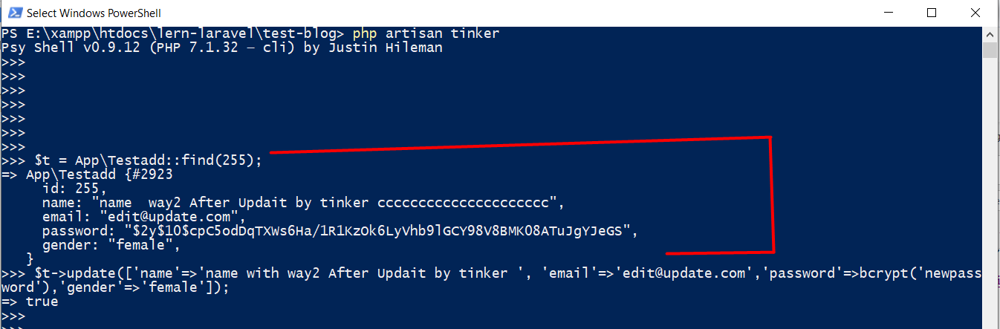 Select Windows PowerShell
PS E:\xampp\htdocs\lern-laravel\test-blog> php artisan tinker
Psy Shell v0.9.12 (PHP 7.1.32 — cli) by Justin Hileman
>>>
>>>
>>>
>>>
>>>
>>>
>>>
>>> $t = App\Testadd::find(255);
=> App\Testadd {#2923
     id: 255,
     name: "name  way2 After Updait by tinker ccccccccccccccccccccc",
     email: "edit@update.com",
     password: "$2y$10$cpC5odDqTXWs6Ha/1R1KzOk6LyVhb9lGCY98V8BMK08ATuJgYJeGS",
     gender: "female",
   }
>>> $t->update(['name'=>'name with way2 After Updait by tinker ', 'email'=>'edit@update.com','password'=>bcrypt('newpass
word'),'gender'=>'female']);
=> true
>>>
>>>